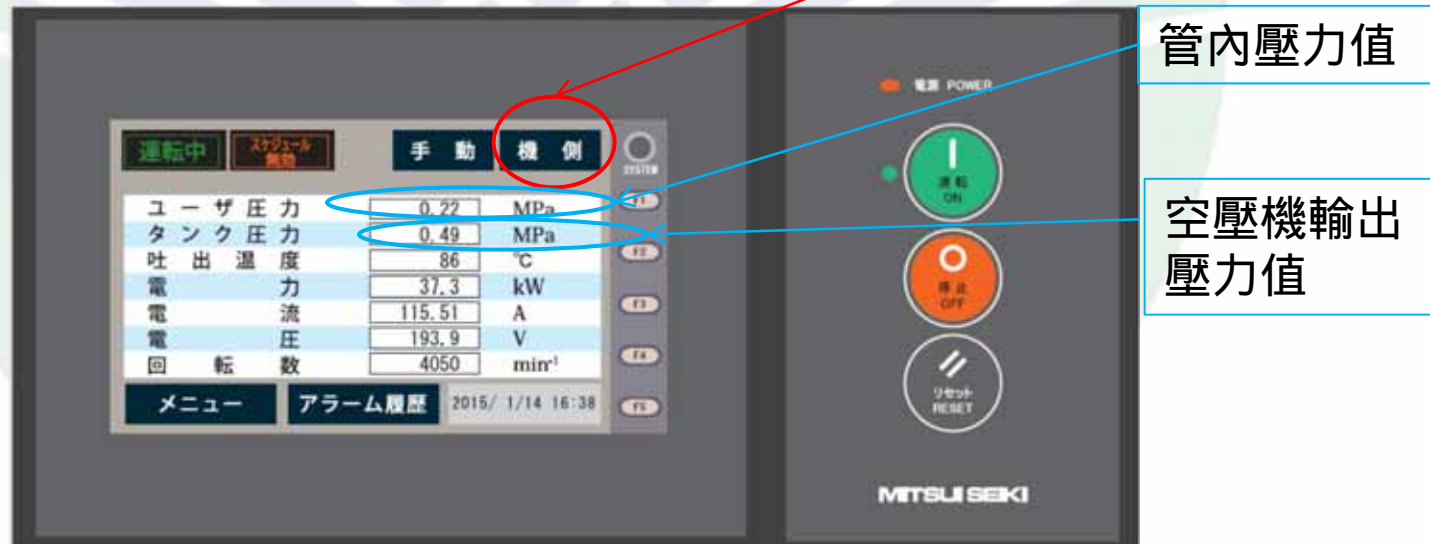 管內壓力值
空壓機輸出
壓力值
電源 POWER
運転中
スケジュール
無効
手 動
機 側
SYSTEM
ユーザ圧力 0.22 MPa F1
タンク圧力 0.49 MPa F2
吐出温度 86 ℃
電力 37.3 kW
電流 115.51 A F3
電圧 193.9 V
回転数 4050 min⁻¹ F4
メニュー アラーム履歴 2015/ 1/14 16:38 F5
運転
ON
停止
OFF
リセット
RESET
MITSUI SEIKI